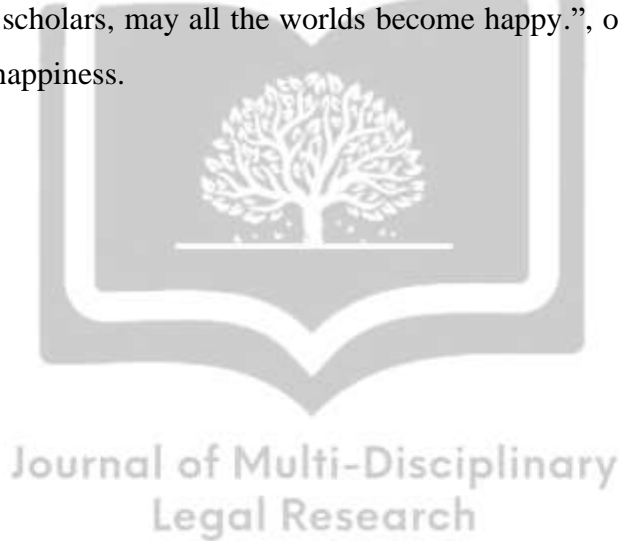 scholars, may all the worlds become happy.”, o
happiness.
Journal of Multi-Disciplinary
Legal Research